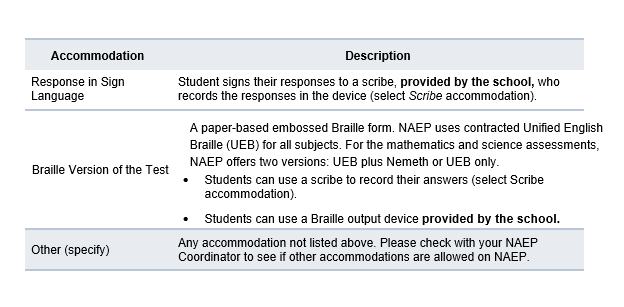 Accommodation Description
Response in Sign Language
Student signs their responses to a scribe, provided by the school, who
records the responses in the device (select Scribe accommodation).
Braille Version of the Test
A paper-based embossed Braille form. NAEP uses contracted Unified English
Braille (UEB) for all subjects. For the mathematics and science assessments,
NAEP offers two versions: UEB plus Nemeth or UEB only.
• Students can use a scribe to record their answers (select Scribe
accommodation).
• Students can use a Braille output device provided by the school.
Other (specify)
Any accommodation not listed above. Please check with your NAEP
Coordinator to see if other accommodations are allowed on NAEP.